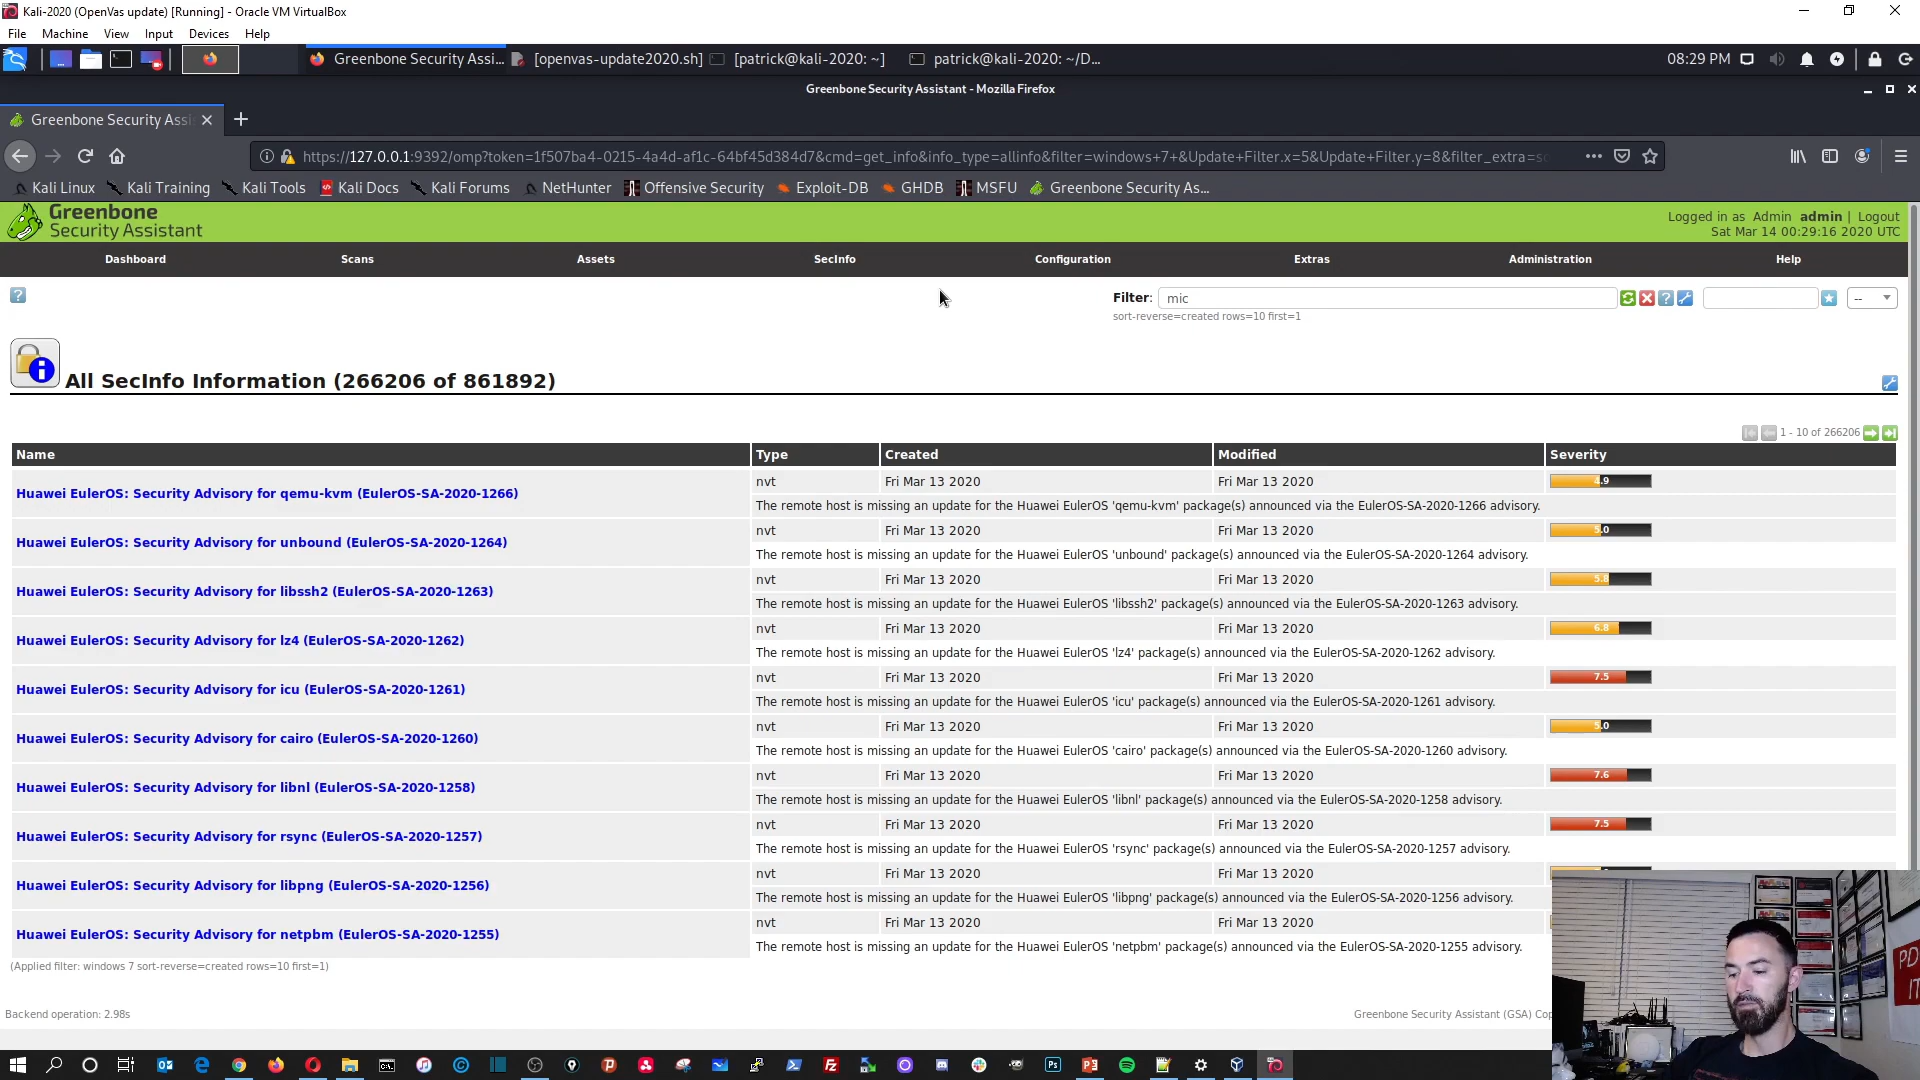 Kali-2020 (OpenVas update) [Running] - Oracle VM VirtualBox
File Machine View Input Devices Help
Greenbone Security Assi... [openvas-update2020.sh] [patrick@kali-2020: ~] patrick@kali-2020: ~/D... 08:29 PM
Greenbone Security Assistant - Mozilla Firefox
Greenbone Security Assi
https://127.0.0.1:9392/omp?token=1f507ba4-0215-4a4d-af1c-64bf45d384d7&cmd=get_info&info_type=allinfo&filter=windows+7+&Update+Filter.x=5&Update+Filter.y=8&filter_extra=so
Kali Linux Kali Training Kali Tools Kali Docs Kali Forums NetHunter Offensive Security Exploit-DB GHDB MSFU Greenbone Security As...
Greenbone
Security Assistant
Logged in as Admin admin | Logout
Sat Mar 14 00:29:16 2020 UTC
Dashboard Scans Assets SecInfo Configuration Extras Administration Help
Filter: mic --
sort-reverse=created rows=10 first=1
All SecInfo Information (266206 of 861892)
1 - 10 of 266206
Name Type Created Modified Severity
Huawei EulerOS: Security Advisory for qemu-kvm (EulerOS-SA-2020-1266) nvt Fri Mar 13 2020 Fri Mar 13 2020 4.9
The remote host is missing an update for the Huawei EulerOS 'qemu-kvm' package(s) announced via the EulerOS-SA-2020-1266 advisory.
Huawei EulerOS: Security Advisory for unbound (EulerOS-SA-2020-1264) nvt Fri Mar 13 2020 Fri Mar 13 2020 5.0
The remote host is missing an update for the Huawei EulerOS 'unbound' package(s) announced via the EulerOS-SA-2020-1264 advisory.
Huawei EulerOS: Security Advisory for libssh2 (EulerOS-SA-2020-1263) nvt Fri Mar 13 2020 Fri Mar 13 2020 5.8
The remote host is missing an update for the Huawei EulerOS 'libssh2' package(s) announced via the EulerOS-SA-2020-1263 advisory.
Huawei EulerOS: Security Advisory for lz4 (EulerOS-SA-2020-1262) nvt Fri Mar 13 2020 Fri Mar 13 2020 6.8
The remote host is missing an update for the Huawei EulerOS 'lz4' package(s) announced via the EulerOS-SA-2020-1262 advisory.
Huawei EulerOS: Security Advisory for icu (EulerOS-SA-2020-1261) nvt Fri Mar 13 2020 Fri Mar 13 2020 7.5
The remote host is missing an update for the Huawei EulerOS 'icu' package(s) announced via the EulerOS-SA-2020-1261 advisory.
Huawei EulerOS: Security Advisory for cairo (EulerOS-SA-2020-1260) nvt Fri Mar 13 2020 Fri Mar 13 2020 5.0
The remote host is missing an update for the Huawei EulerOS 'cairo' package(s) announced via the EulerOS-SA-2020-1260 advisory.
Huawei EulerOS: Security Advisory for libnl (EulerOS-SA-2020-1258) nvt Fri Mar 13 2020 Fri Mar 13 2020 7.6
The remote host is missing an update for the Huawei EulerOS 'libnl' package(s) announced via the EulerOS-SA-2020-1258 advisory.
Huawei EulerOS: Security Advisory for rsync (EulerOS-SA-2020-1257) nvt Fri Mar 13 2020 Fri Mar 13 2020 7.5
The remote host is missing an update for the Huawei EulerOS 'rsync' package(s) announced via the EulerOS-SA-2020-1257 advisory.
Huawei EulerOS: Security Advisory for libpng (EulerOS-SA-2020-1256) nvt Fri Mar 13 2020 Fri Mar 13 2020
The remote host is missing an update for the Huawei EulerOS 'libpng' package(s) announced via the EulerOS-SA-2020-1256 advisory.
Huawei EulerOS: Security Advisory for netpbm (EulerOS-SA-2020-1255) nvt Fri Mar 13 2020 Fri Mar 13 2020
The remote host is missing an update for the Huawei EulerOS 'netpbm' package(s) announced via the EulerOS-SA-2020-1255 advisory.
(Applied filter: windows 7 sort-reverse=created rows=10 first=1)
Backend operation: 2.98s
Greenbone Security Assistant (GSA) Cop